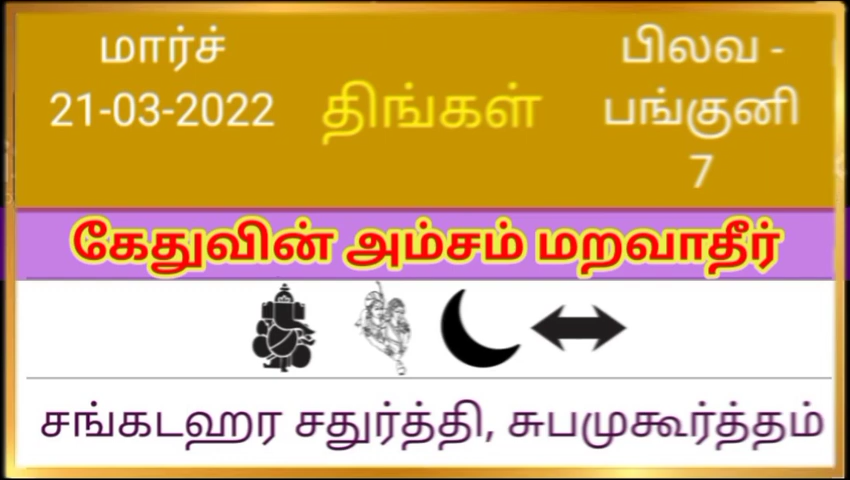 மார்ச்
21-03-2022
திங்கள்
பிலவ -
பங்குனி
7
கேதுவின் அம்சம் மறவாதீர்
சங்கடஹர சதுர்த்தி, சுபமுகூர்த்தம்